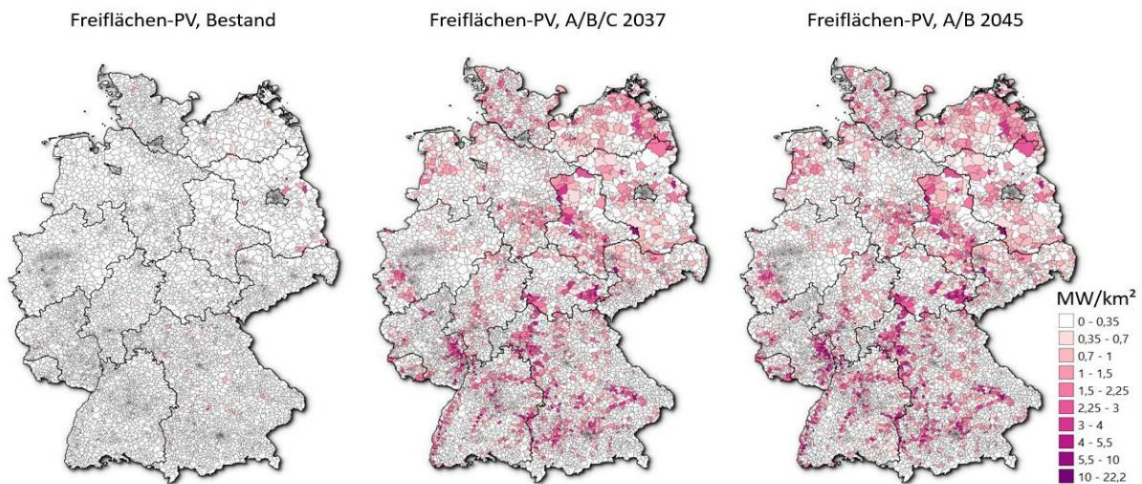 Freiflächen-PV, Bestand
Freiflächen-PV, A/B/C 2037
Freiflächen-PV, A/B 2045
MW/km²
0 - 0,35
0,35 - 0,7
0,7 - 1
1 - 1,5
1,5 - 2,25
2,25 - 3
3 - 4
4 - 5,5
5,5 - 10
10 - 22,2